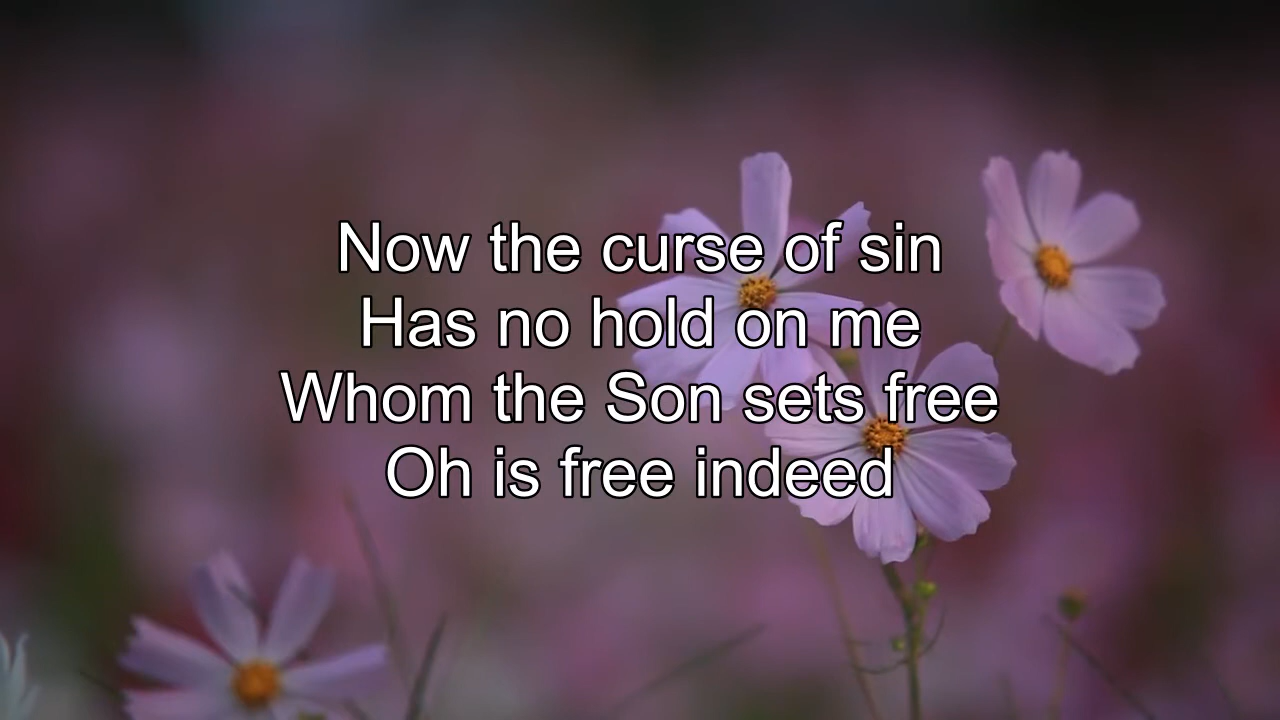 Now the curse of sin
Has no hold on me
Whom the Son sets free
Oh is free indeed